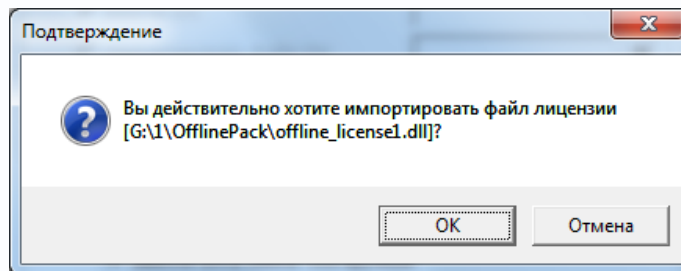 Подтверждение
Вы действительно хотите импортировать файл лицензии
[G:\1\OfflinePack\offline_license1.dll]?
OK
Отмена